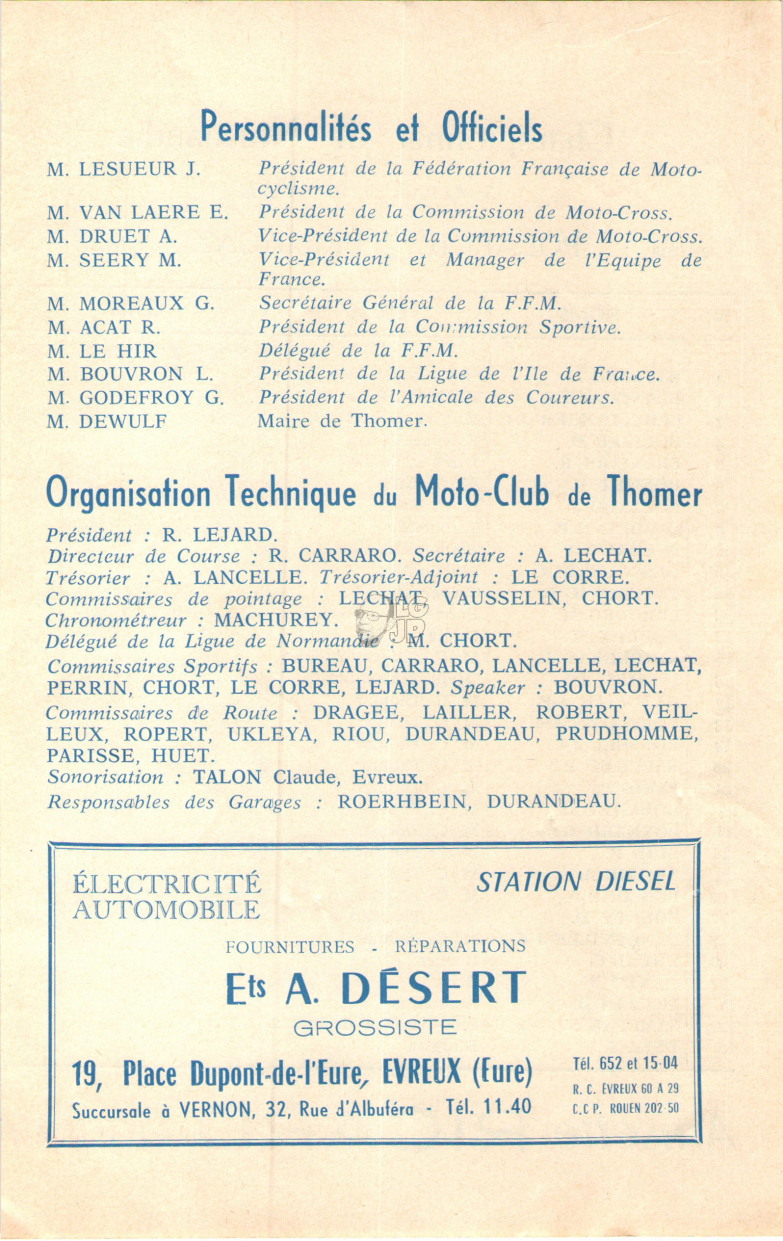 Personnalités et Officiels
M. LESUEUR J. Président de la Fédération Française de Moto-
cyclisme.
M. VAN LAERE E. Président de la Commission de Moto-Cross.
M. DRUET A. Vice-Président de la Commission de Moto-Cross.
M. SEERY M. Vice-Président et Manager de l'Equipe de
France.
M. MOREAUX G. Secrétaire Général de la F.F.M.
M. ACAT R. Président de la Commission Sportive.
M. LE HIR Délégué de la F.F.M.
M. BOUVRON L. Président de la Ligue de l'Ile de France.
M. GODEFROY G. Président de l'Amicale des Coureurs.
M. DEWULF Maire de Thomer.
Organisation Technique du Moto-Club de Thomer
Président : R. LEJARD.
Directeur de Course : R. CARRARO. Secrétaire : A. LECHAT.
Trésorier : A. LANCELLE. Trésorier-Adjoint : LE CORRE.
Commissaires de pointage : LECHAT, VAUSSELIN, CHORT.
Chronométreur : MACHUREY.
Délégué de la Ligue de Normandie : M. CHORT.
Commissaires Sportifs : BUREAU, CARRARO, LANCELLE, LECHAT,
PERRIN, CHORT, LE CORRE, LEJARD. Speaker : BOUVRON.
Commissaires de Route : DRAGEE, LAILLER, ROBERT, VEIL-
LEUX, ROPERT, UKLEYA, RIOU, DURANDEAU, PRUDHOMME,
PARISSE, HUET.
Sonorisation : TALON Claude, Evreux.
Responsables des Garages : ROERHBEIN, DURANDEAU.
LG
JP
ÉLECTRICITÉ
AUTOMOBILE
STATION DIESEL
FOURNITURES - RÉPARATIONS
Ets A. DÉSERT
GROSSISTE
19, Place Dupont-de-l'Eure, EVREUX (Eure)
Succursale à VERNON, 32, Rue d'Albuféra - Tél. 11.40
Tél. 652 et 15-04
R. C. ÉVREUX 60 A 29
C.C P. ROUEN 202-50